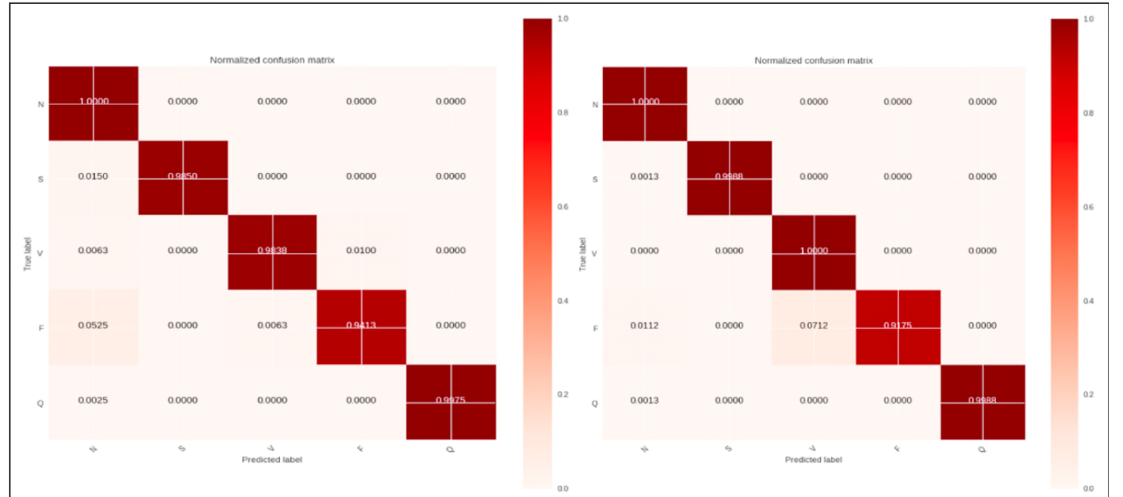 Normalized confusion matrix
1.0
0.8
0.6
0.4
0.2
0.0
True label
N 1.0000 0.0000 0.0000 0.0000 0.0000
S 0.0150 0.9850 0.0000 0.0000 0.0000
V 0.0063 0.0000 0.9838 0.0100 0.0000
F 0.0525 0.0000 0.0063 0.9413 0.0000
Q 0.0025 0.0000 0.0000 0.0000 0.9975
N S V F Q
Predicted label
Normalized confusion matrix
1.0
0.8
0.6
0.4
0.2
0.0
True label
N 1.0000 0.0000 0.0000 0.0000 0.0000
S 0.0013 0.9988 0.0000 0.0000 0.0000
V 0.0000 0.0000 1.0000 0.0000 0.0000
F 0.0112 0.0000 0.0712 0.9175 0.0000
Q 0.0013 0.0000 0.0000 0.0000 0.9988
N S V F Q
Predicted label